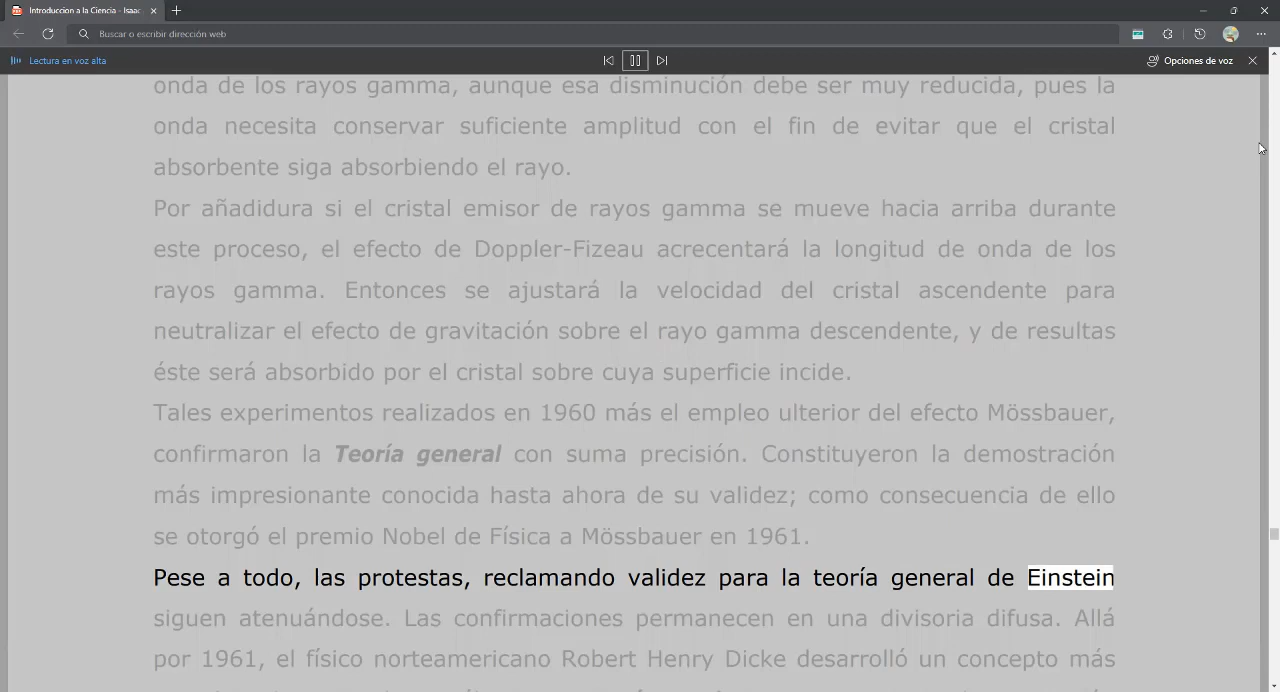 Introduccion a la Ciencia - Isaac
Buscar o escribir dirección web
Lectura en voz alta
Opciones de voz
onda de los rayos gamma, aunque esa disminución debe ser muy reducida, pues la
onda necesita conservar suficiente amplitud con el fin de evitar que el cristal
absorbente siga absorbiendo el rayo.
Por añadidura si el cristal emisor de rayos gamma se mueve hacia arriba durante
este proceso, el efecto de Doppler-Fizeau acrecentará la longitud de onda de los
rayos gamma. Entonces se ajustará la velocidad del cristal ascendente para
neutralizar el efecto de gravitación sobre el rayo gamma descendente, y de resultas
éste será absorbido por el cristal sobre cuya superficie incide.
Tales experimentos realizados en 1960 más el empleo ulterior del efecto Mössbauer,
confirmaron la Teoría general con suma precisión. Constituyeron la demostración
más impresionante conocida hasta ahora de su validez; como consecuencia de ello
se otorgó el premio Nobel de Física a Mössbauer en 1961.
Pese a todo, las protestas, reclamando validez para la teoría general de Einstein
siguen atenuándose. Las confirmaciones permanecen en una divisoria difusa. Allá
por 1961, el físico norteamericano Robert Henry Dicke desarrolló un concepto más